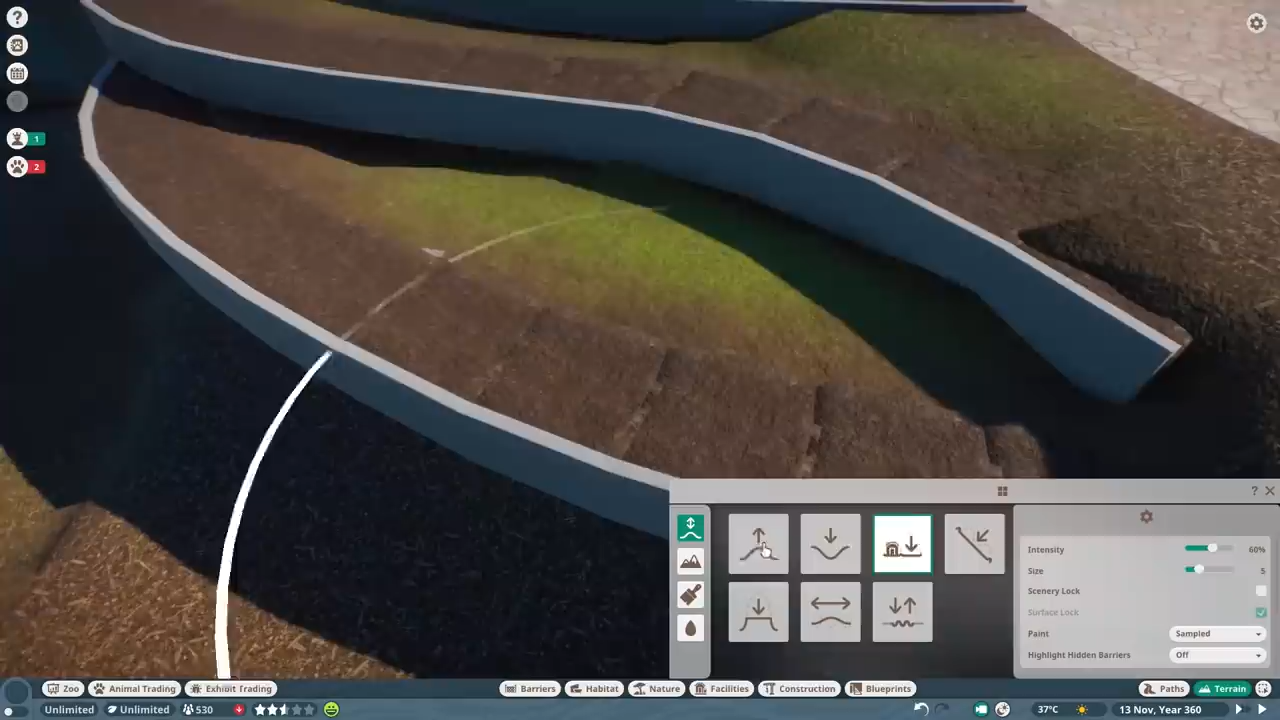 ?
1
2
? ×
Intensity 60%
Size 5
Scenery Lock
Surface Lock
Paint Sampled
Highlight Hidden Barriers Off
Zoo Animal Trading Exhibit Trading Barriers Habitat Nature Facilities Construction Blueprints Paths Terrain
Unlimited Unlimited 530 37°C 13 Nov, Year 360